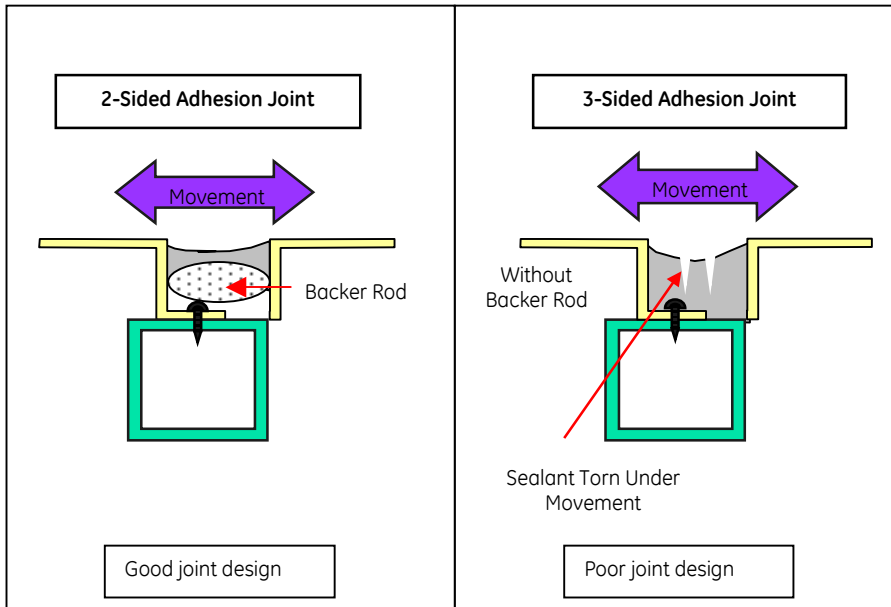 2-Sided Adhesion Joint
Movement
Backer Rod
Good joint design
3-Sided Adhesion Joint
Movement
Without
Backer Rod
Sealant Torn Under
Movement
Poor joint design